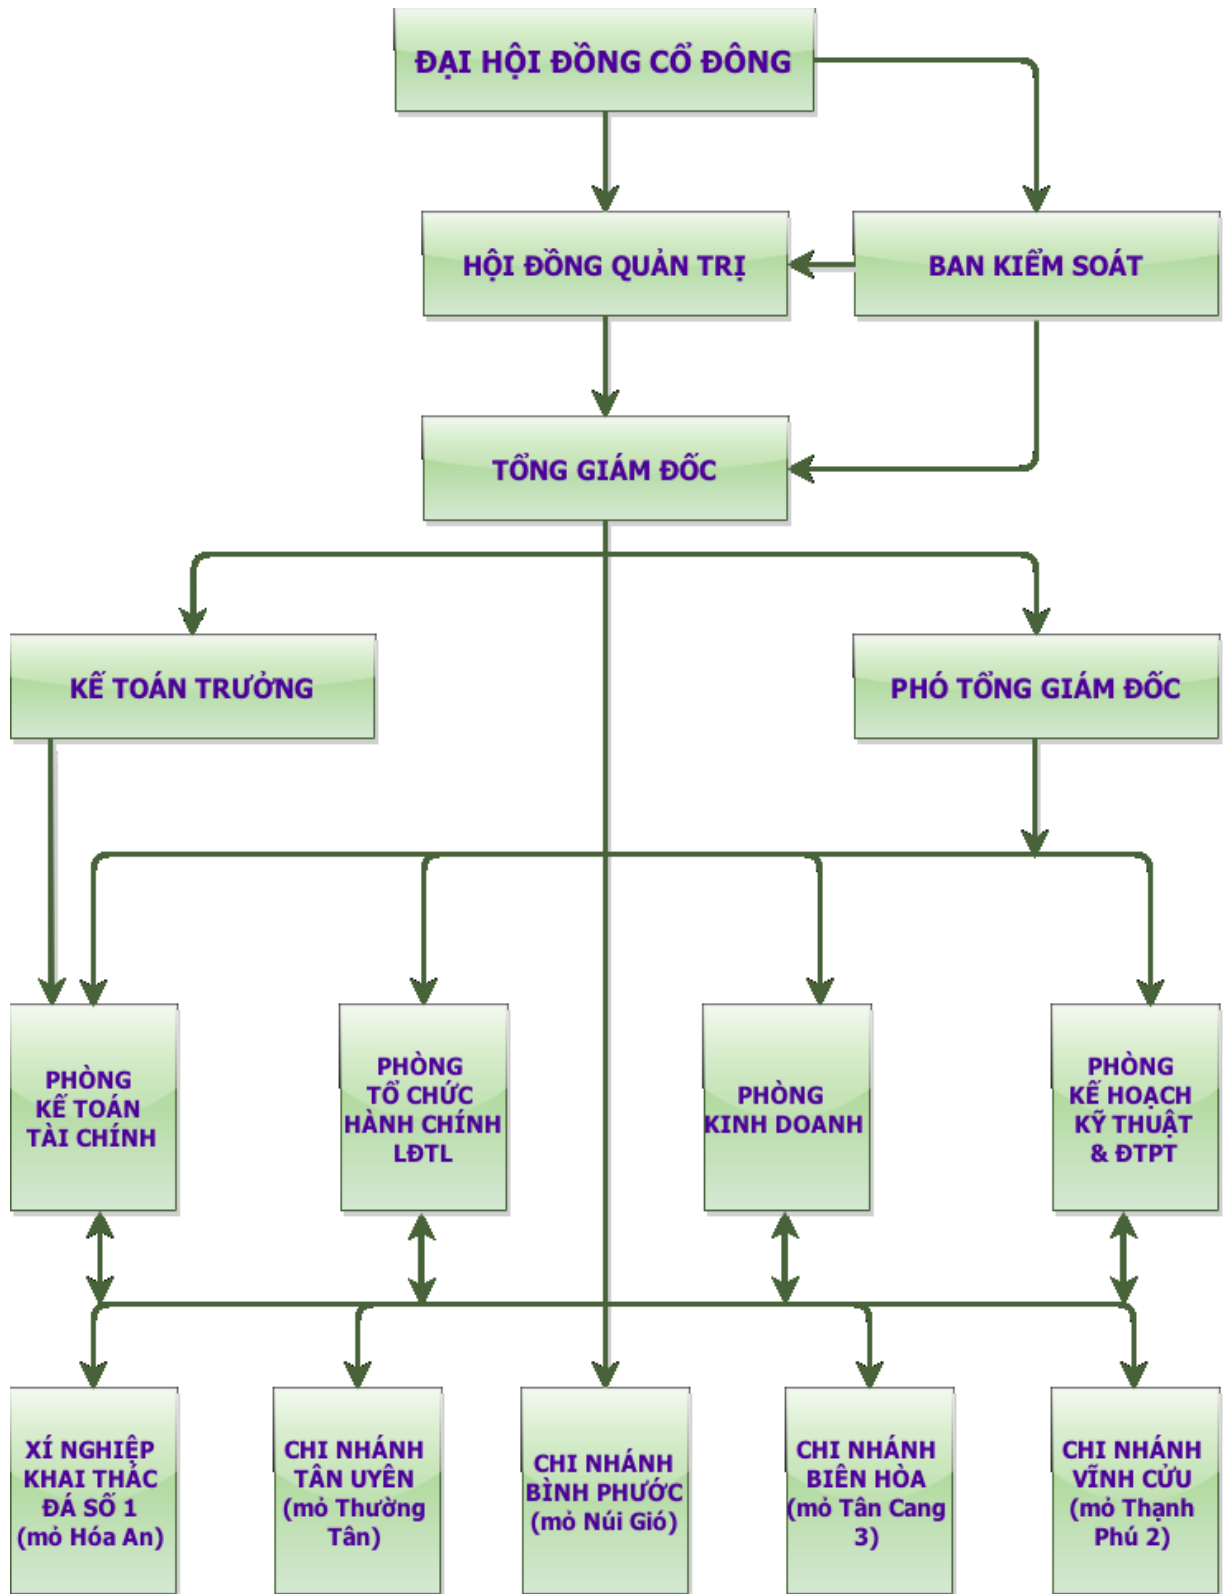 ĐẠI HỘI ĐỒNG CỔ ĐÔNG
HỘI ĐỒNG QUẢN TRỊ
BAN KIỂM SOÁT
TỔNG GIÁM ĐỐC
KẾ TOÁN TRƯỞNG
PHÓ TỔNG GIÁM ĐỐC
PHÒNG
KẾ TOÁN
TÀI CHÍNH
PHÒNG
TỔ CHỨC
HÀNH CHÍNH
LĐTL
PHÒNG
KINH DOANH
PHÒNG
KẾ HOẠCH
KỸ THUẬT
& ĐTPT
XÍ NGHIỆP
KHAI THÁC
ĐÁ SỐ 1
(mỏ Hóa An)
CHI NHÁNH
TÂN UYÊN
(mỏ Thường
Tân)
CHI NHÁNH
BÌNH PHƯỚC
(mỏ Núi Gió)
CHI NHÁNH
BIÊN HÒA
(mỏ Tân Cang
3)
CHI NHÁNH
VĨNH CỬU
(mỏ Thạnh
Phú 2)